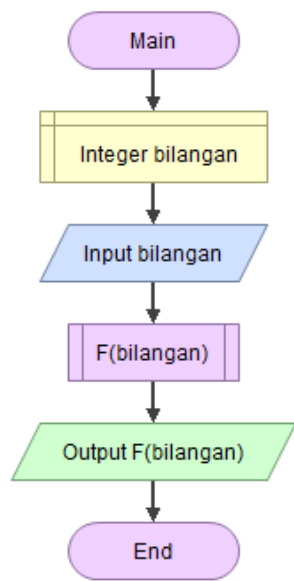 Main
Integer bilangan
Input bilangan
F(bilangan)
Output F(bilangan)
End